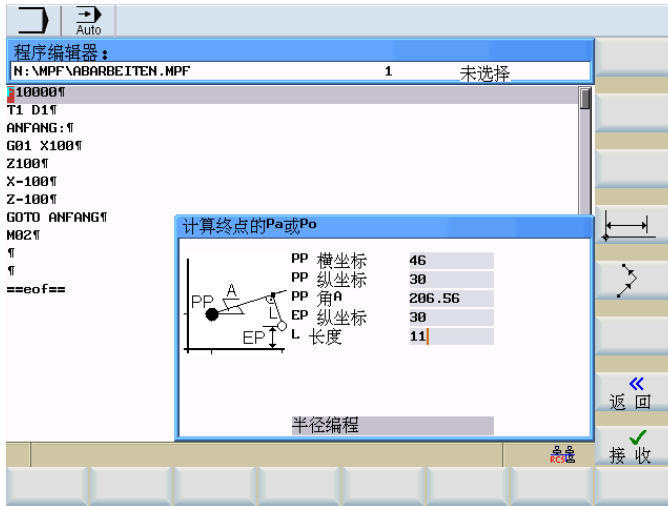 Auto
程序编辑器：
N:\MPF\ABARBEITEN.MPF 1 未选择
10000¶
T1 D1¶
ANFANG:¶
G01 X100¶
Z100¶
X-100¶
Z-100¶
GOTO ANFANG¶
M02¶
¶
¶
==eof==
计算终点的Pa或Po
PP 横坐标 46
PP 纵坐标 30
PP 角A 206.56
EP 纵坐标 30
L 长度 11
PP
A
L
EP
半径编程
返回
RCS
接收